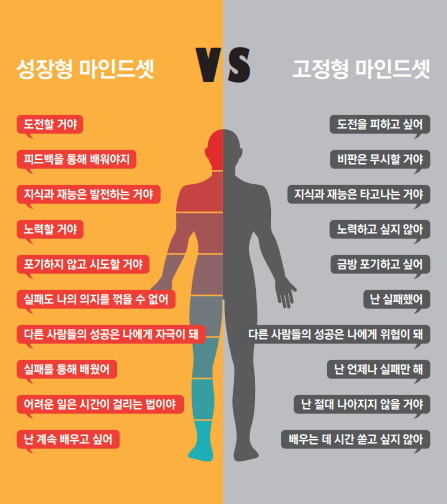 성장형 마인드셋
VS
고정형 마인드셋
도전할 거야
도전을 피하고 싶어
피드백을 통해 배워야지
비판은 무시할 거야
지식과 재능은 발전하는 거야
지식과 재능은 타고나는 거야
노력할 거야
노력하고 싶지 않아
포기하지 않고 시도할 거야
금방 포기하고 싶어
실패도 나의 의지를 꺾을 수 없어
난 실패했어
다른 사람들의 성공은 나에게 자극이 돼
다른 사람들의 성공은 나에게 위협이 돼
실패를 통해 배웠어
난 언제나 실패만 해
어려운 일은 시간이 걸리는 법이야
난 절대 나아지지 않을 거야
난 계속 배우고 싶어
배우는 데 시간 쏟고 싶지 않아